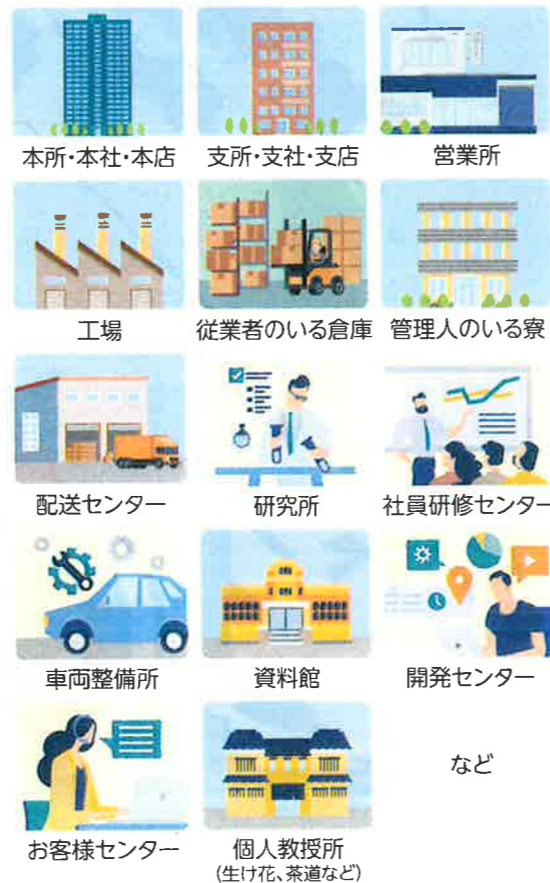 本所・本社・本店
支所・支社・支店
営業所
工場
従業者のいる倉庫
管理人のいる寮
配送センター
研究所
社員研修センター
車両整備所
資料館
開発センター
お客様センター
個人教授所
(生け花、茶道など)
など